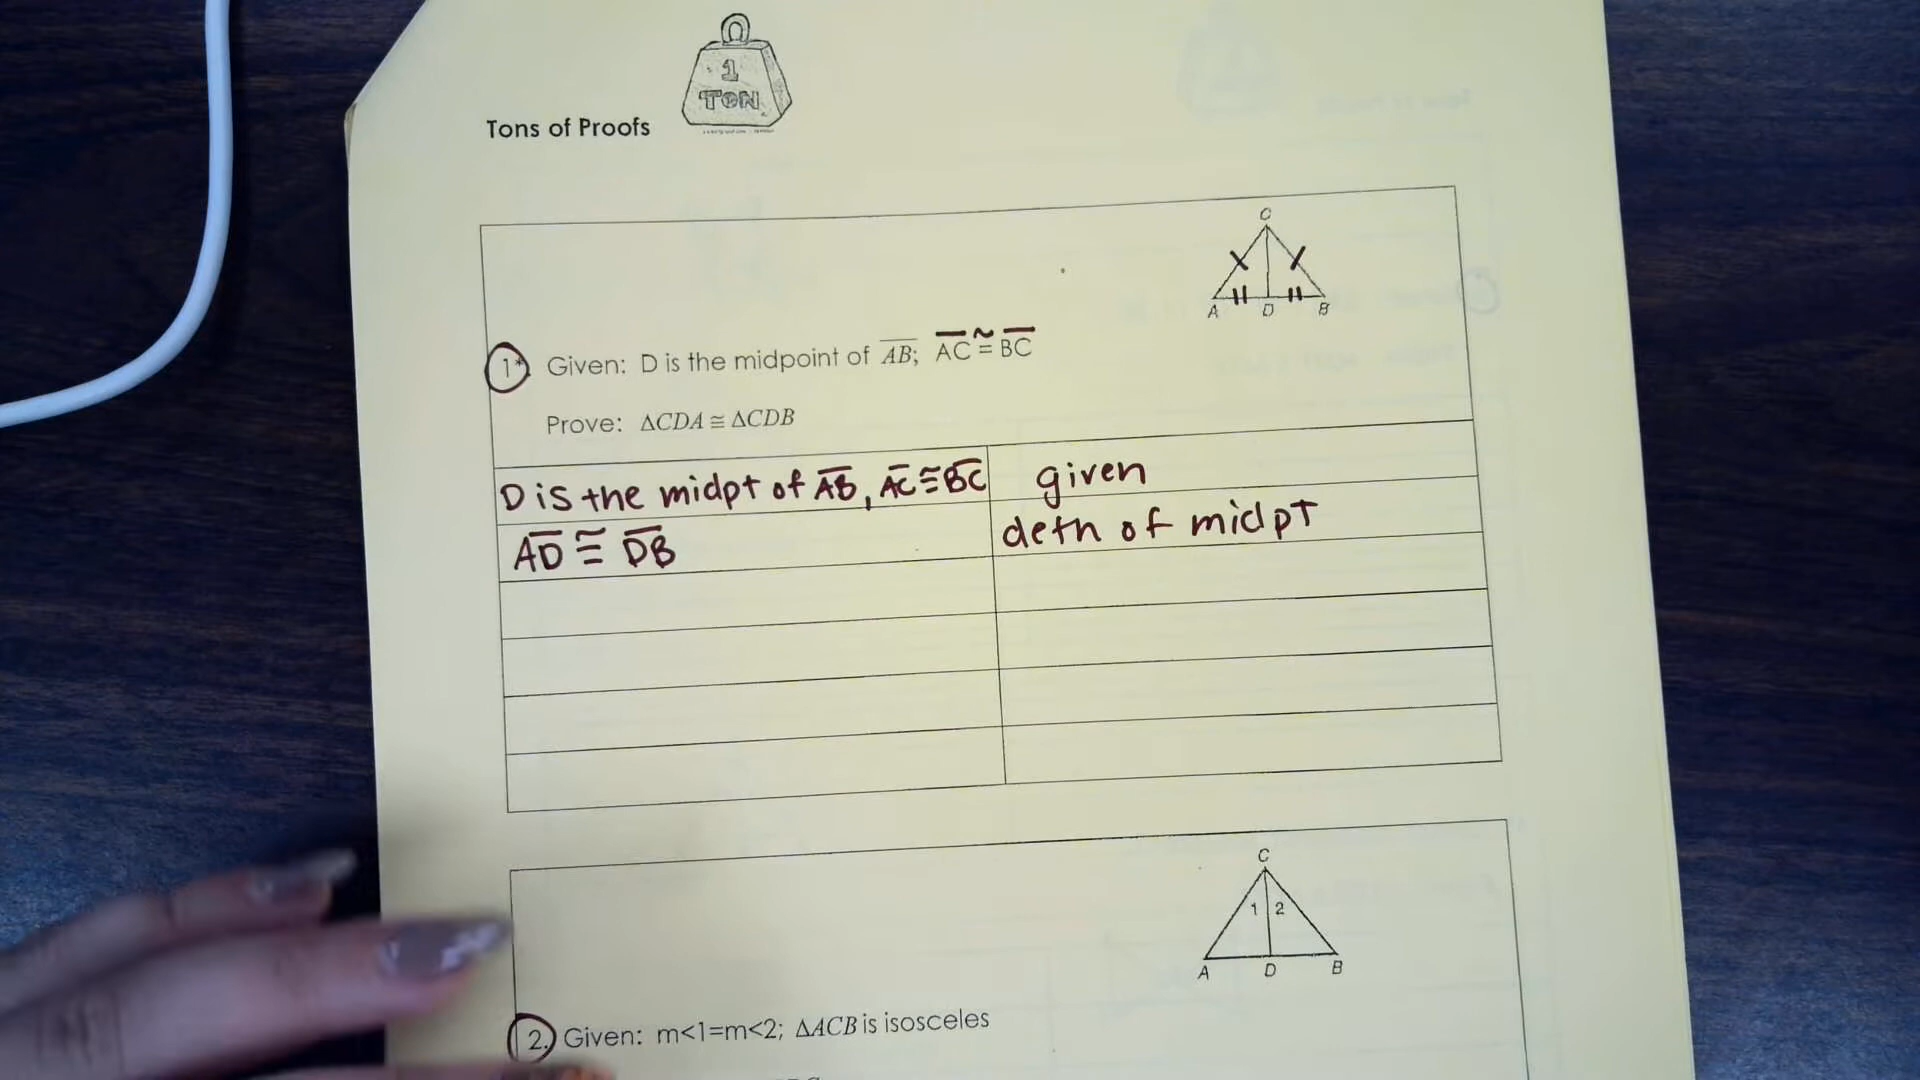 1
TON
Tons of Proofs
C
A D B
1* Given: D is the midpoint of AB; AC ≅ BC
Prove: ΔCDA ≅ ΔCDB
D is the midpt of AB, AC ≅ BC given
AD ≅ DB defn of midpt
C
1 2
A D B
2. Given: m<1=m<2; ΔACB is isosceles